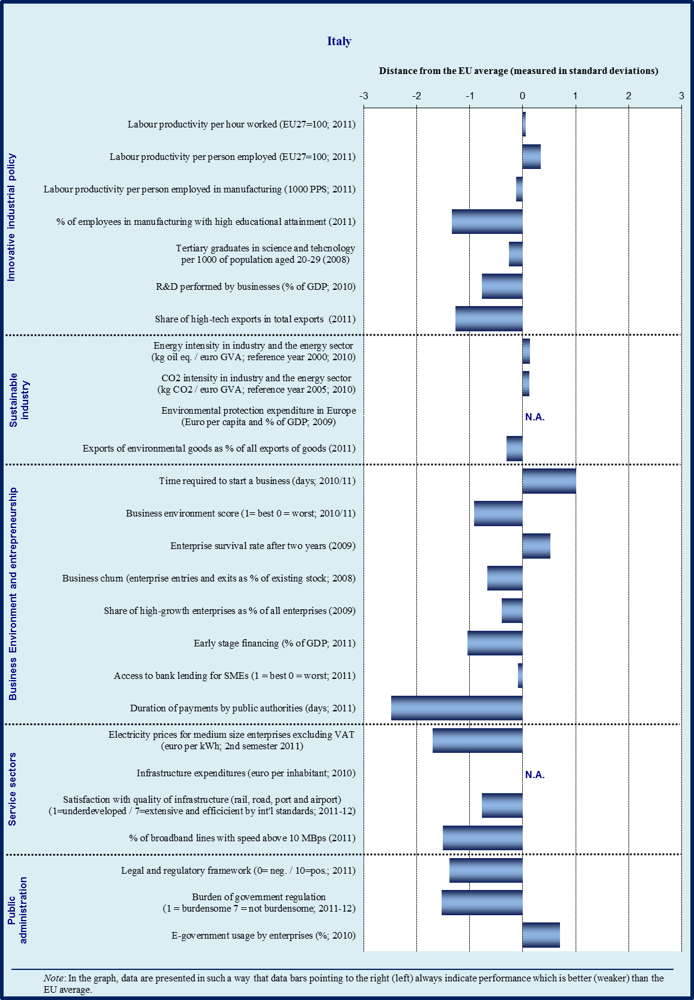 Italy
Distance from the EU average (measured in standard deviations)
-3 -2 -1 0 1 2 3
Innovative industrial policy
Labour productivity per hour worked (EU27=100; 2011)
Labour productivity per person employed (EU27=100; 2011)
Labour productivity per person employed in manufacturing (1000 PPS; 2011)
% of employees in manufacturing with high educational attainment (2011)
Tertiary graduates in science and tehcnology
per 1000 of population aged 20-29 (2008)
R&D performed by businesses (% of GDP; 2010)
Share of high-tech exports in total exports (2011)
Sustainable
industry
Energy intensity in industry and the energy sector
(kg oil eq. / euro GVA; reference year 2000; 2010)
CO2 intensity in industry and the energy sector
(kg CO2 / euro GVA; reference year 2005; 2010)
Environmental protection expenditure in Europe
(Euro per capita and % of GDP; 2009)
N.A.
Exports of environmental goods as % of all exports of goods (2011)
Business Environment and entrepreneurship
Time required to start a business (days; 2010/11)
Business environment score (1= best 0 = worst; 2010/11)
Enterprise survival rate after two years (2009)
Business churn (enterprise entries and exits as % of existing stock; 2008)
Share of high-growth enterprises as % of all enterprises (2009)
Early stage financing (% of GDP; 2011)
Access to bank lending for SMEs (1 = best 0 = worst; 2011)
Duration of payments by public authorities (days; 2011)
Service sectors
Electricity prices for medium size enterprises excluding VAT
(euro per kWh; 2nd semester 2011)
Infrastructure expenditures (euro per inhabitant; 2010)
N.A.
Satisfaction with quality of infrastructure (rail, road, port and airport)
(1=underdeveloped / 7=extensive and efficicient by int'l standards; 2011-12)
% of broadband lines with speed above 10 MBps (2011)
Public
administration
Legal and regulatory framework (0= neg. / 10=pos.; 2011)
Burden of government regulation
(1 = burdensome 7 = not burdensome; 2011-12)
E-government usage by enterprises (%; 2010)
Note: In the graph, data are presented in such a way that data bars pointing to the right (left) always indicate performance which is better (weaker) than the
EU average.